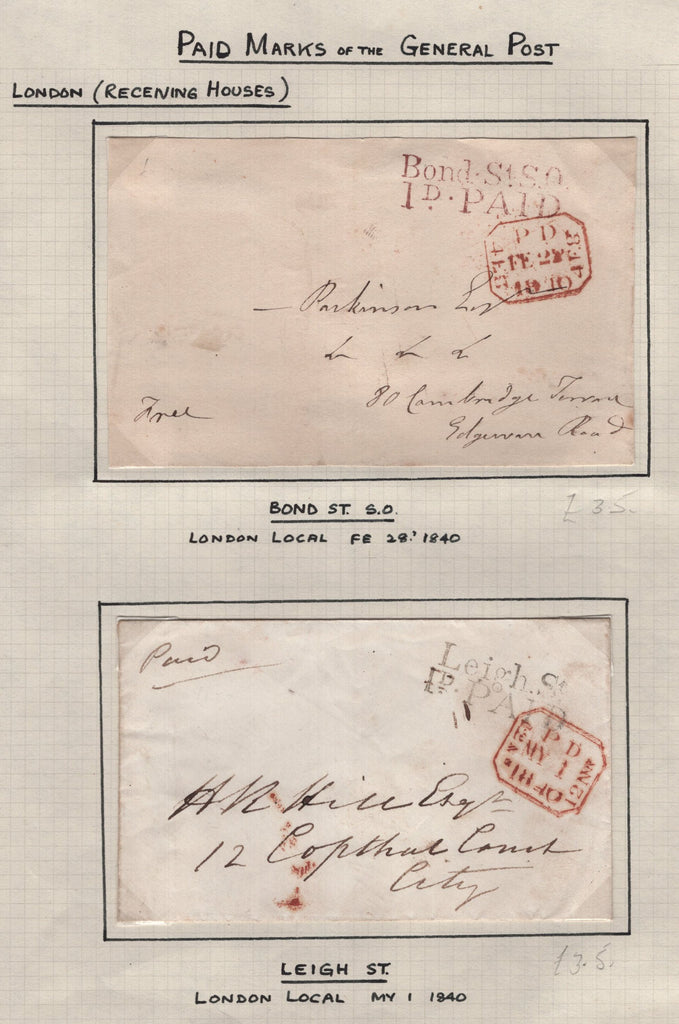 PAID MARKS OF THE GENERAL POST
LONDON (RECEIVING HOUSES)
Bond St S.O.
1D. PAID
P D
FE 28
1840
— Parkinson Esq
80 Cambridge Terrace
Free
Edgware Road
£35.
BOND ST. S.O.
LONDON LOCAL FE 28.' 1840
Paid
Leigh St
1D. PAID
P D
MY 1
1840
H R Hill Esqr
12 Copthal Court
City
£35.
LEIGH ST.
LONDON LOCAL MY 1 1840